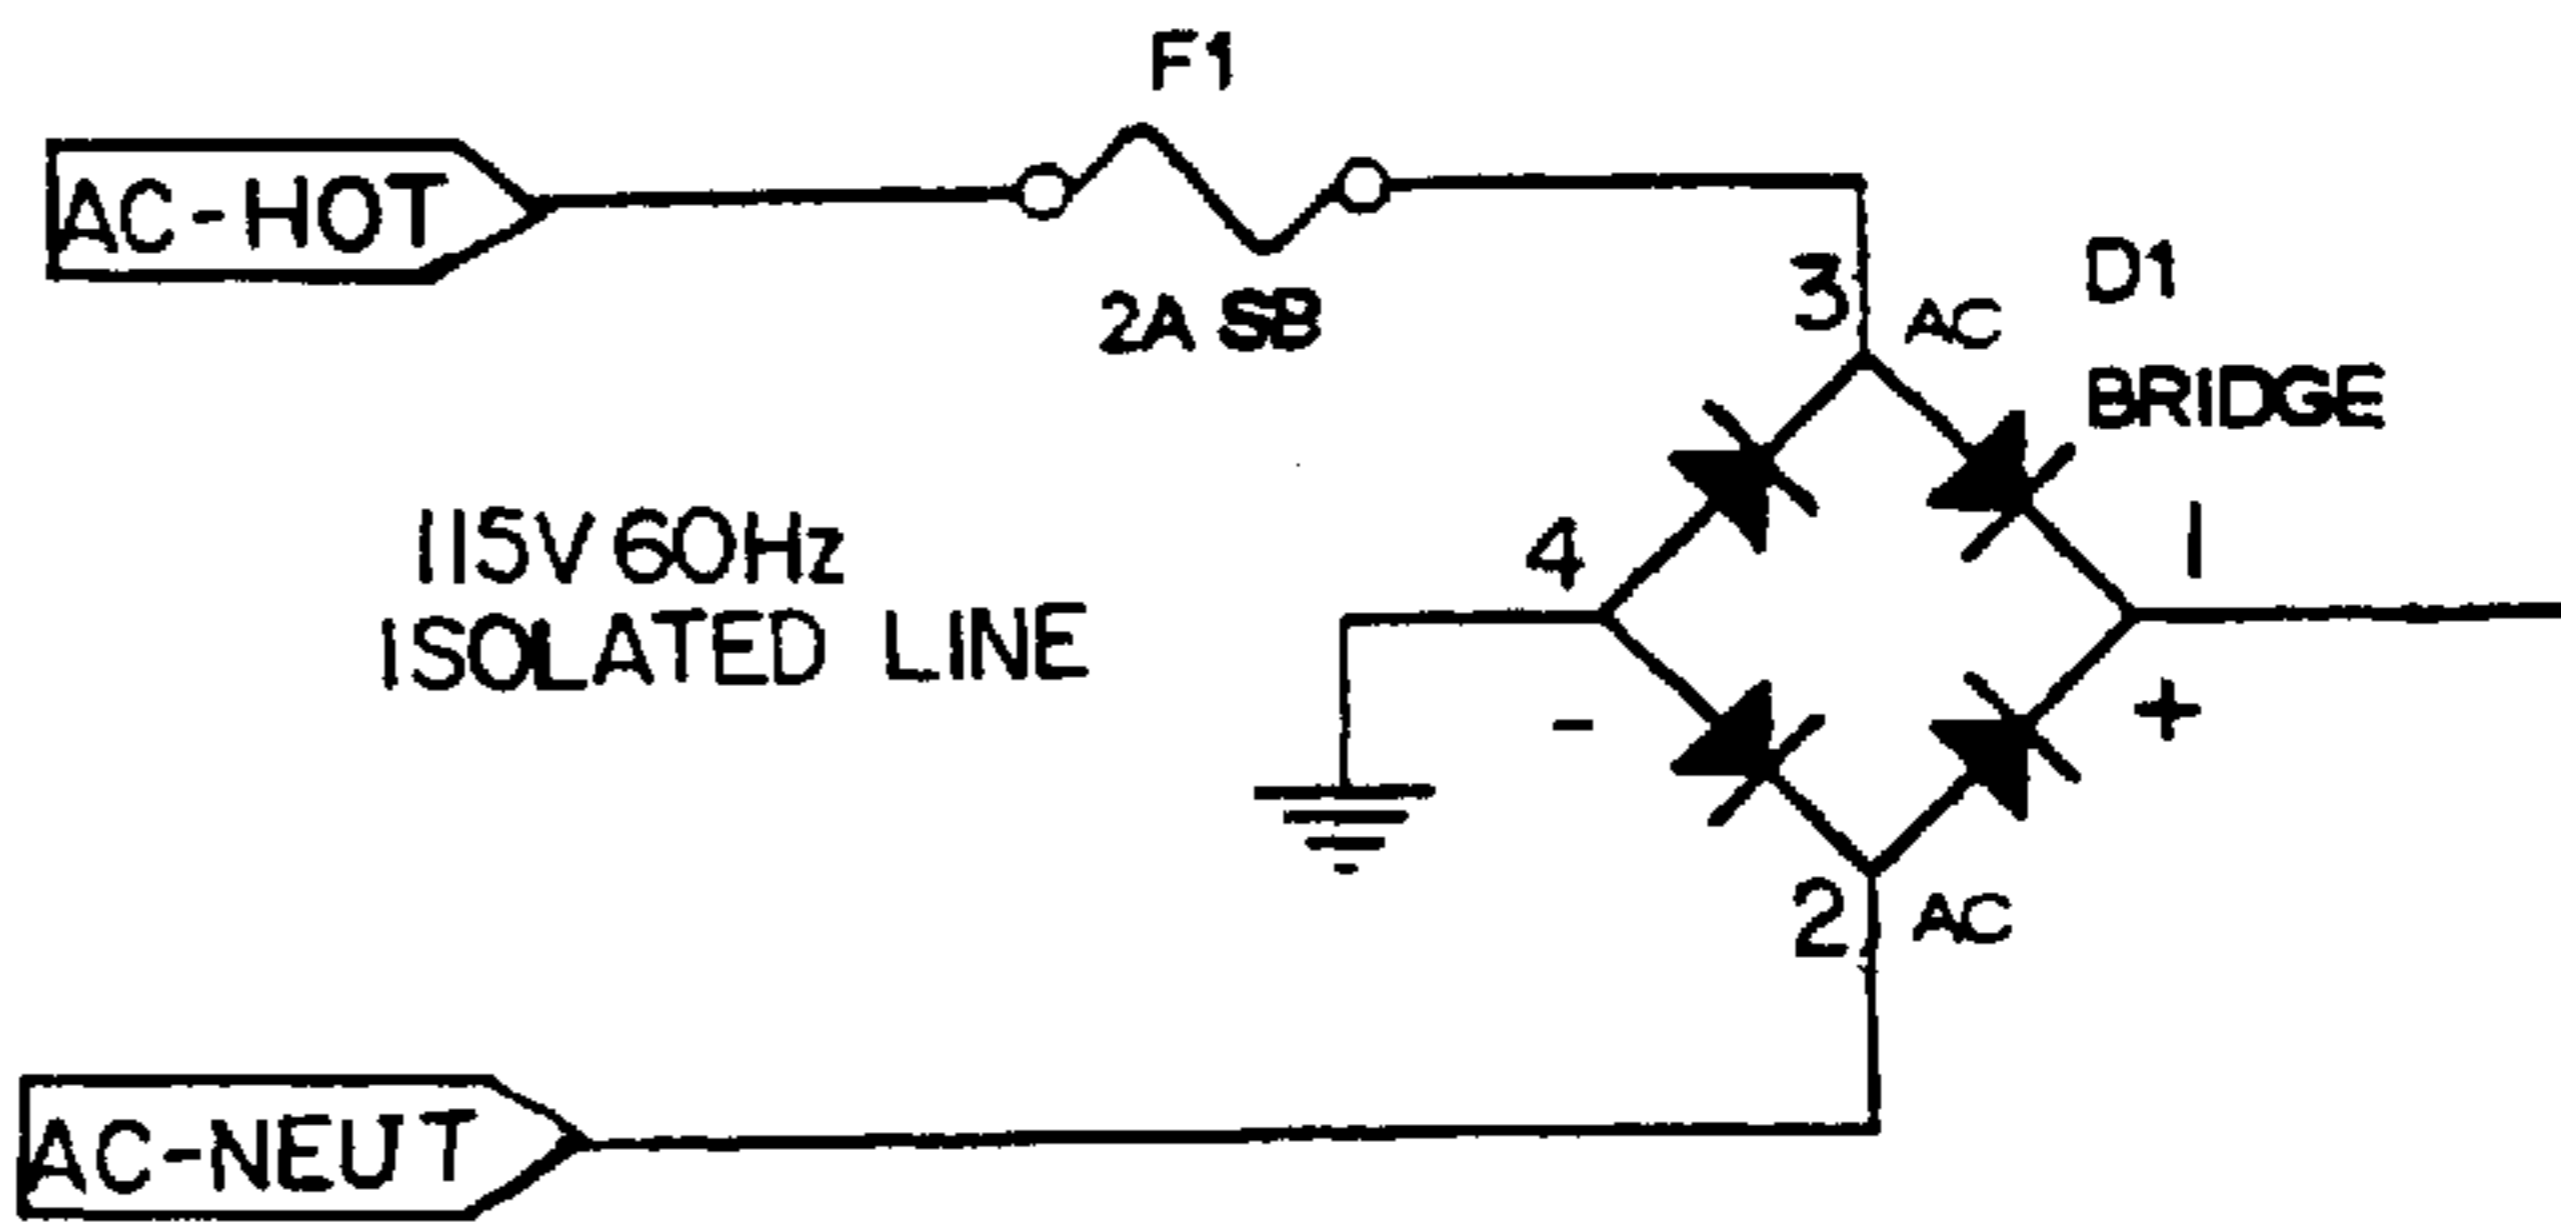 F1
AC-HOT
2A SB
3
AC
D1
BRIDGE
115V 60Hz
ISOLATED LINE
4
1
-
+
2
AC
AC-NEUT